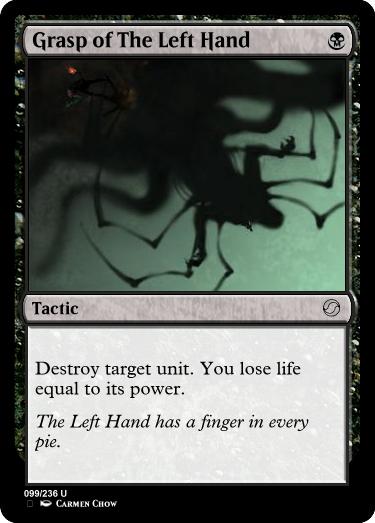 Grasp of The Left Hand
Tactic
Destroy target unit. You lose life
equal to its power.
The Left Hand has a finger in every
pie.
099/236 U
Carmen Chow